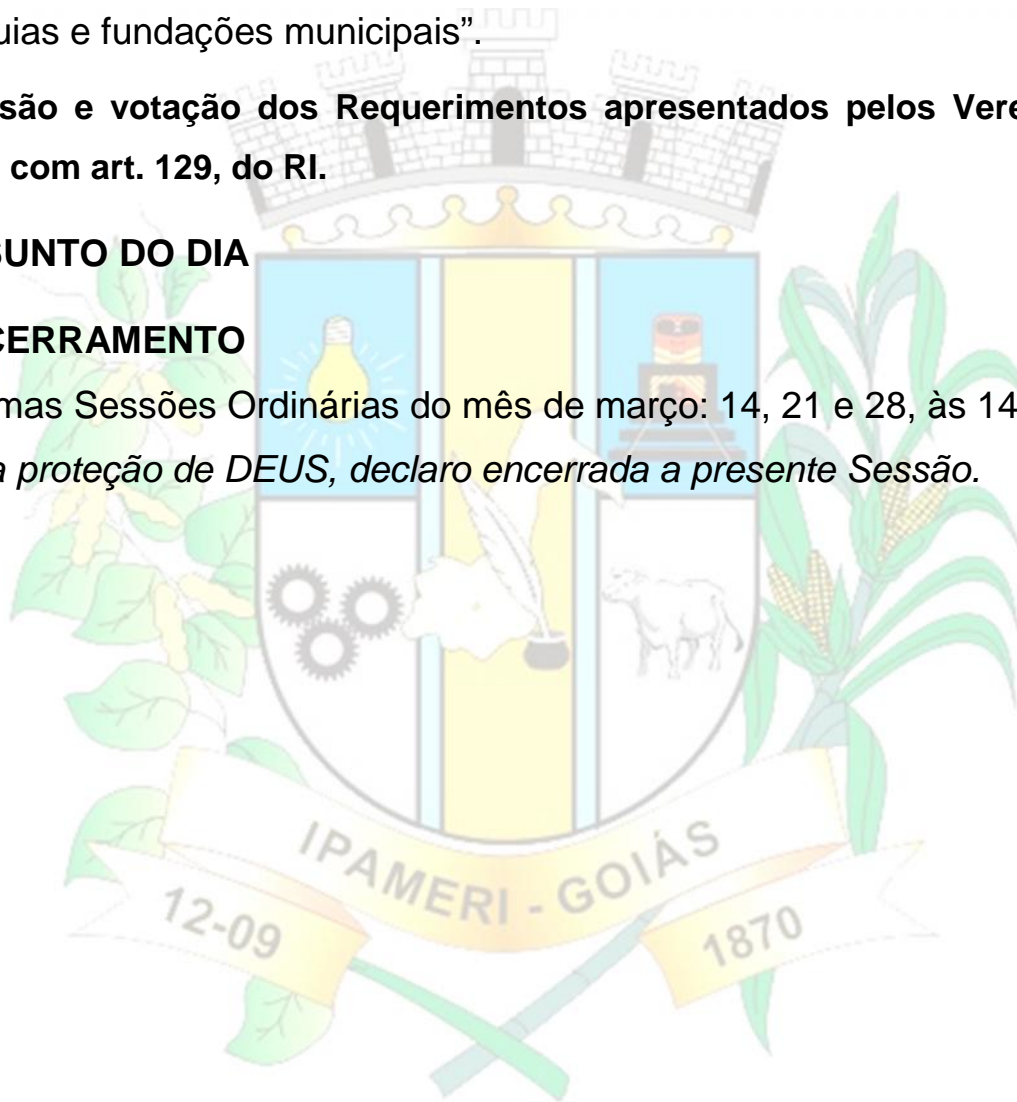 uias e fundações municipais”.
são e votação dos Requerimentos apresentados pelos Vere
com art. 129, do RI.
SUNTO DO DIA
CERRAMENTO
mas Sessões Ordinárias do mês de março: 14, 21 e 28, às 14
a proteção de DEUS, declaro encerrada a presente Sessão.
IPAMERI - GOIÁS
12-09
1870